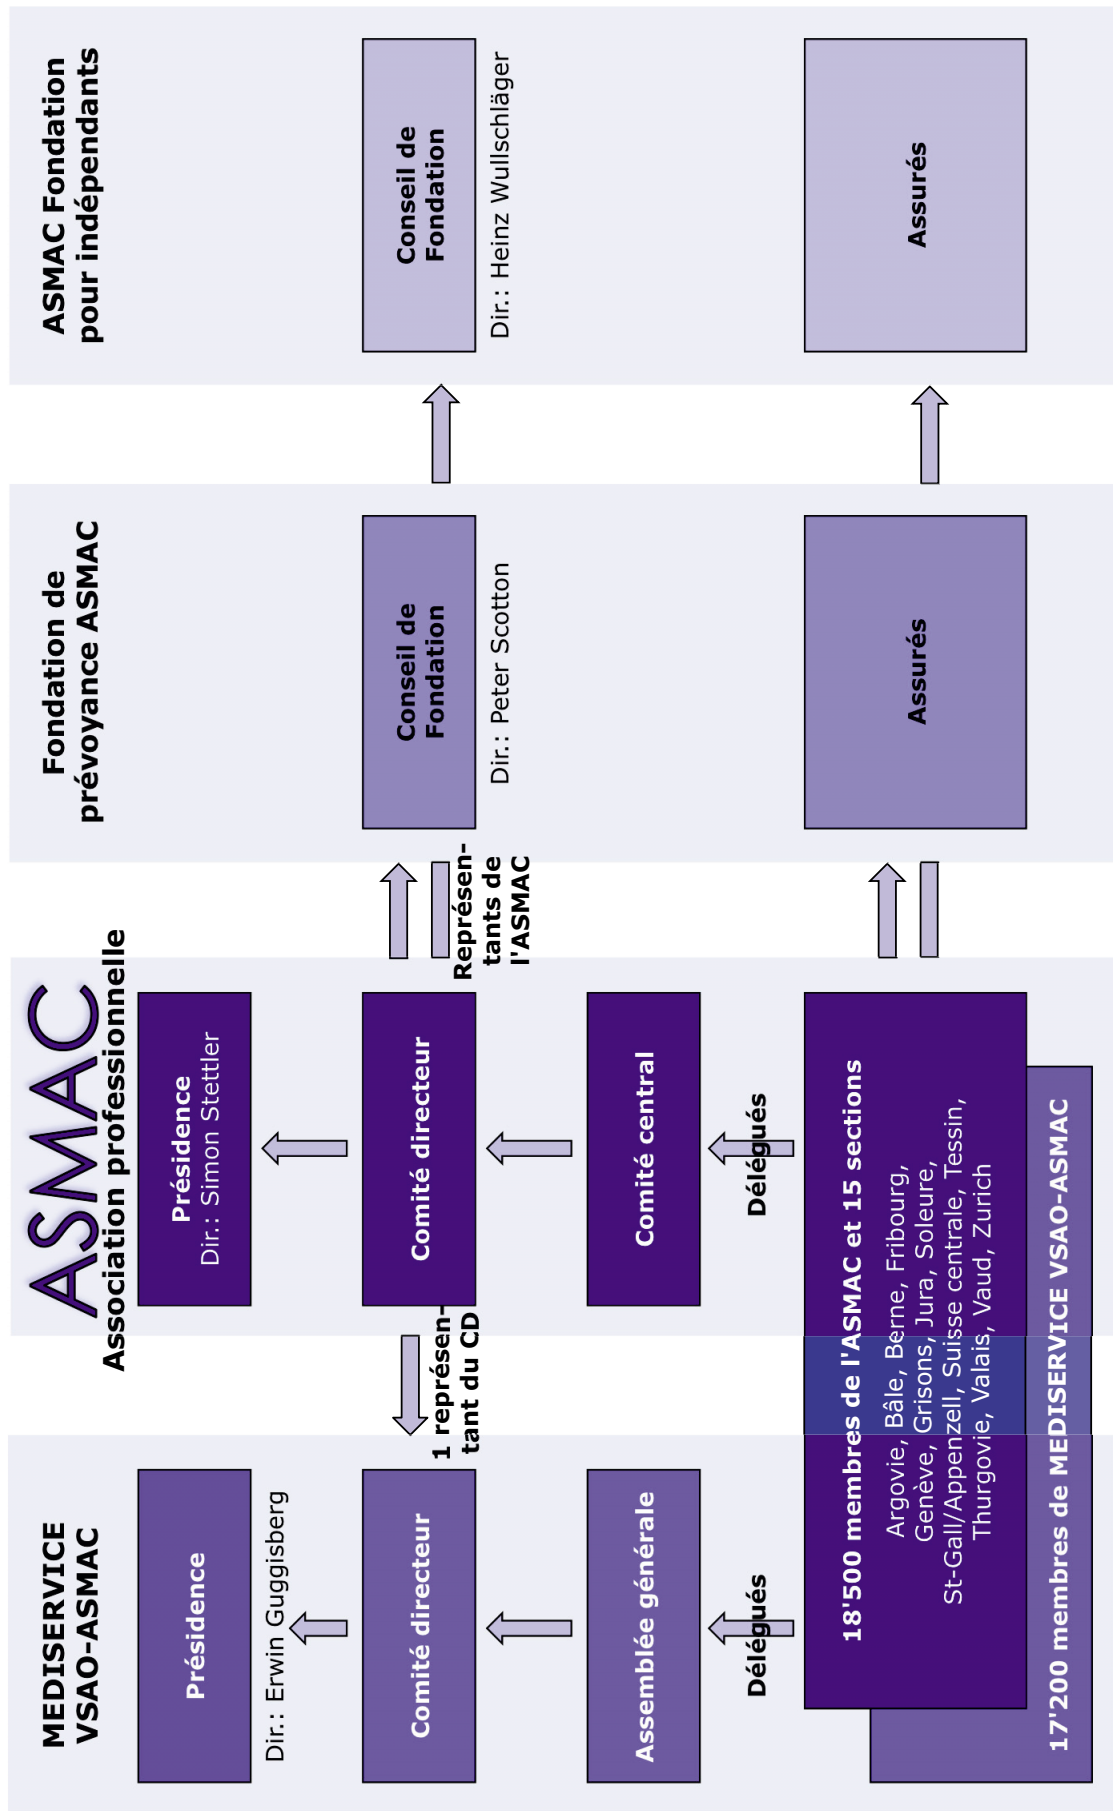 MEDISERVICE
VSAO-ASMAC
Présidence
Dir.: Erwin Guggisberg
Comité directeur
Assemblée générale
Délégués
1 représen-
tant du CD
ASMAC
Association professionnelle
Présidence
Dir.: Simon Stettler
Comité directeur
Comité central
Délégués
18'500 membres de l'ASMAC et 15 sections
Argovie, Bâle, Berne, Fribourg,
Genève, Grisons, Jura, Soleure,
St-Gall/Appenzell, Suisse centrale, Tessin,
Thurgovie, Valais, Vaud, Zurich
17'200 membres de MEDISERVICE VSAO-ASMAC
Représen-
tants de
l'ASMAC
Fondation de
prévoyance ASMAC
Conseil de
Fondation
Dir.: Peter Scotton
Assurés
ASMAC Fondation
pour indépendants
Conseil de
Fondation
Dir.: Heinz Wullschläger
Assurés